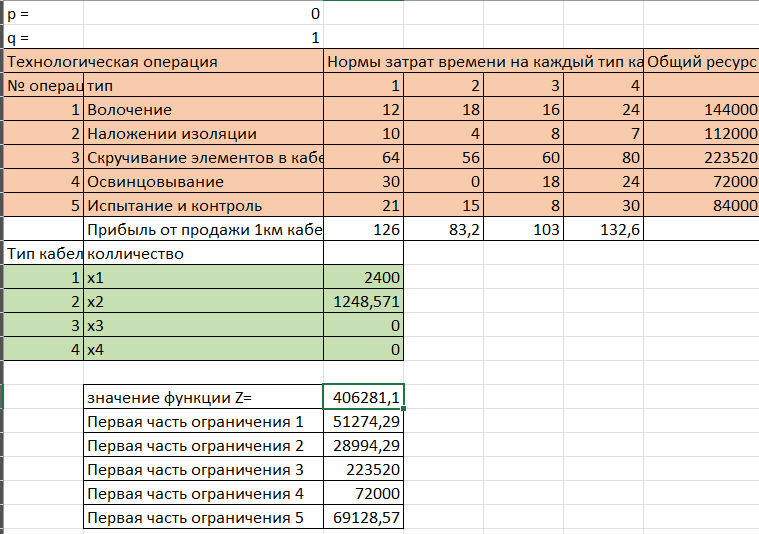 p = 0
q = 1
Технологическая операция Нормы затрат времени на каждый тип ка Общий ресурс
№ операц тип 1 2 3 4
1 Волочение 12 18 16 24 144000
2 Наложении изоляции 10 4 8 7 112000
3 Скручивание элементов в кабе 64 56 60 80 223520
4 Освинцовывание 30 0 18 24 72000
5 Испытание и контроль 21 15 8 30 84000
Прибыль от продажи 1км кабе 126 83,2 103 132,6
Тип кабел колличество
1 x1 2400
2 x2 1248,571
3 x3 0
4 x4 0
значение функции Z= 406281,1
Первая часть ограничения 1 51274,29
Первая часть ограничения 2 28994,29
Первая часть ограничения 3 223520
Первая часть ограничения 4 72000
Первая часть ограничения 5 69128,57